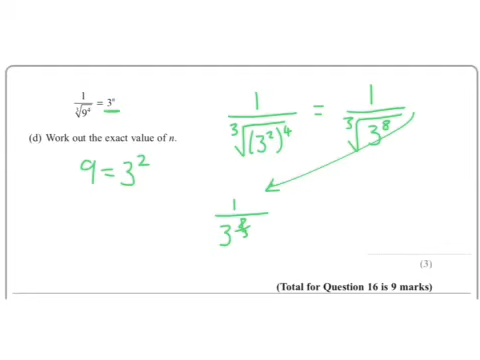 1/∛9⁴ = 3ⁿ
(d) Work out the exact value of n.
9 = 3²
1/∛(3²)⁴ = 1/∛3⁸
1/3^(8/3)
(3)
(Total for Question 16 is 9 marks)